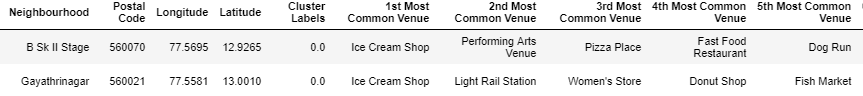 Neighbourhood Postal Code Longitude Latitude Cluster Labels 1st Most Common Venue 2nd Most Common Venue 3rd Most Common Venue 4th Most Common Venue 5th Most Common Venue
B Sk II Stage 560070 77.5695 12.9265 0.0 Ice Cream Shop Performing Arts Venue Pizza Place Fast Food Restaurant Dog Run
Gayathrinagar 560021 77.5581 13.0010 0.0 Ice Cream Shop Light Rail Station Women's Store Donut Shop Fish Market